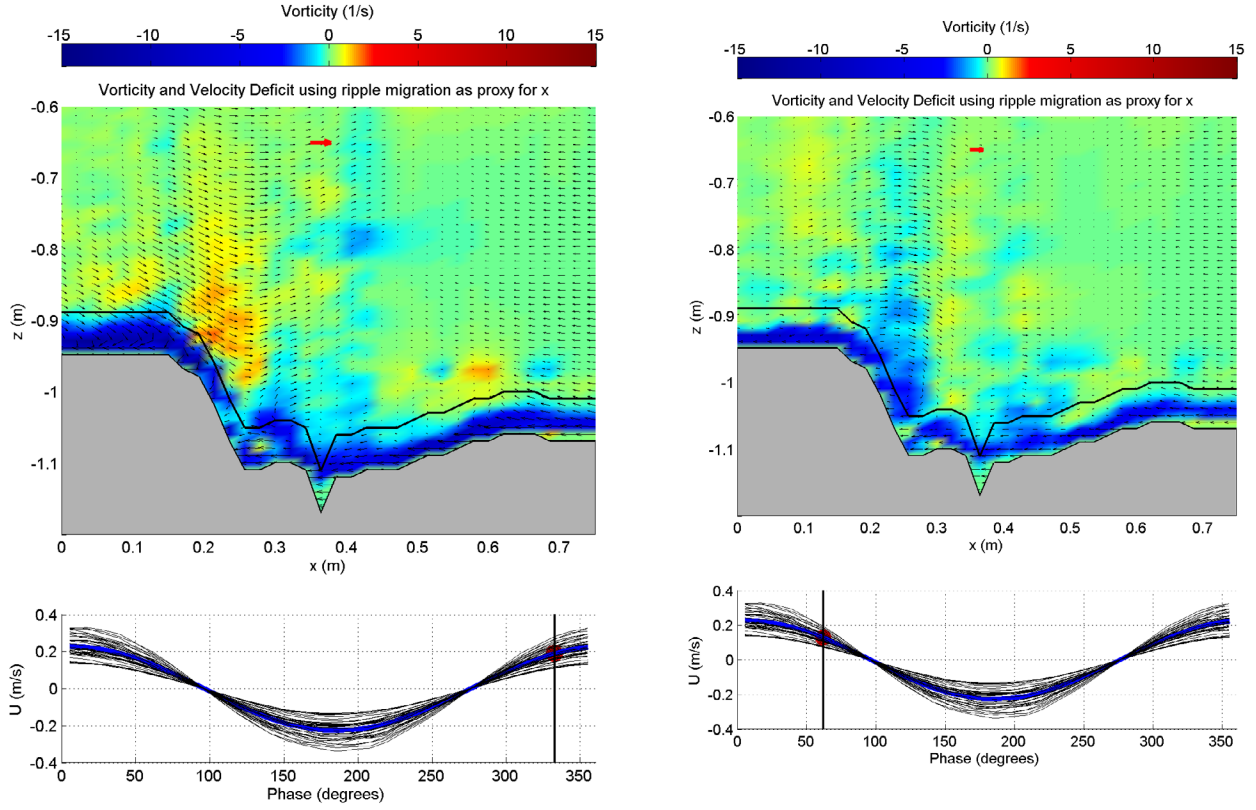 Vorticity (1/s)
-15 -10 -5 0 5 10 15
Vorticity and Velocity Deficit using ripple migration as proxy for x
-0.6
-0.7
-0.8
-0.9
-1
-1.1
z (m)
0 0.1 0.2 0.3 0.4 0.5 0.6 0.7
x (m)
0.4
0.2
0
-0.2
-0.4
U (m/s)
0 50 100 150 200 250 300 350
Phase (degrees)
Vorticity (1/s)
-15 -10 -5 0 5 10 15
Vorticity and Velocity Deficit using ripple migration as proxy for x
-0.6
-0.7
-0.8
-0.9
-1
-1.1
z (m)
0 0.1 0.2 0.3 0.4 0.5 0.6 0.7
x (m)
0.4
0.2
0
-0.2
-0.4
U (m/s)
0 50 100 150 200 250 300 350
Phase (degrees)